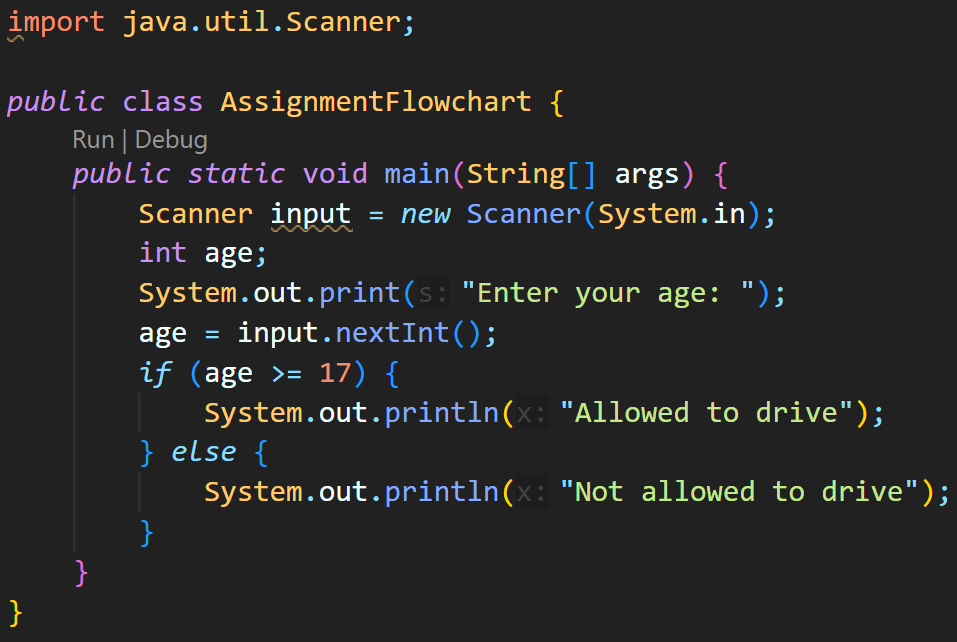 import java.util.Scanner;
public class AssignmentFlowchart {
Run | Debug
public static void main(String[] args) {
Scanner input = new Scanner(System.in);
int age;
System.out.print(s: "Enter your age: ");
age = input.nextInt();
if (age >= 17) {
System.out.println(x: "Allowed to drive");
} else {
System.out.println(x: "Not allowed to drive");
}
}
}